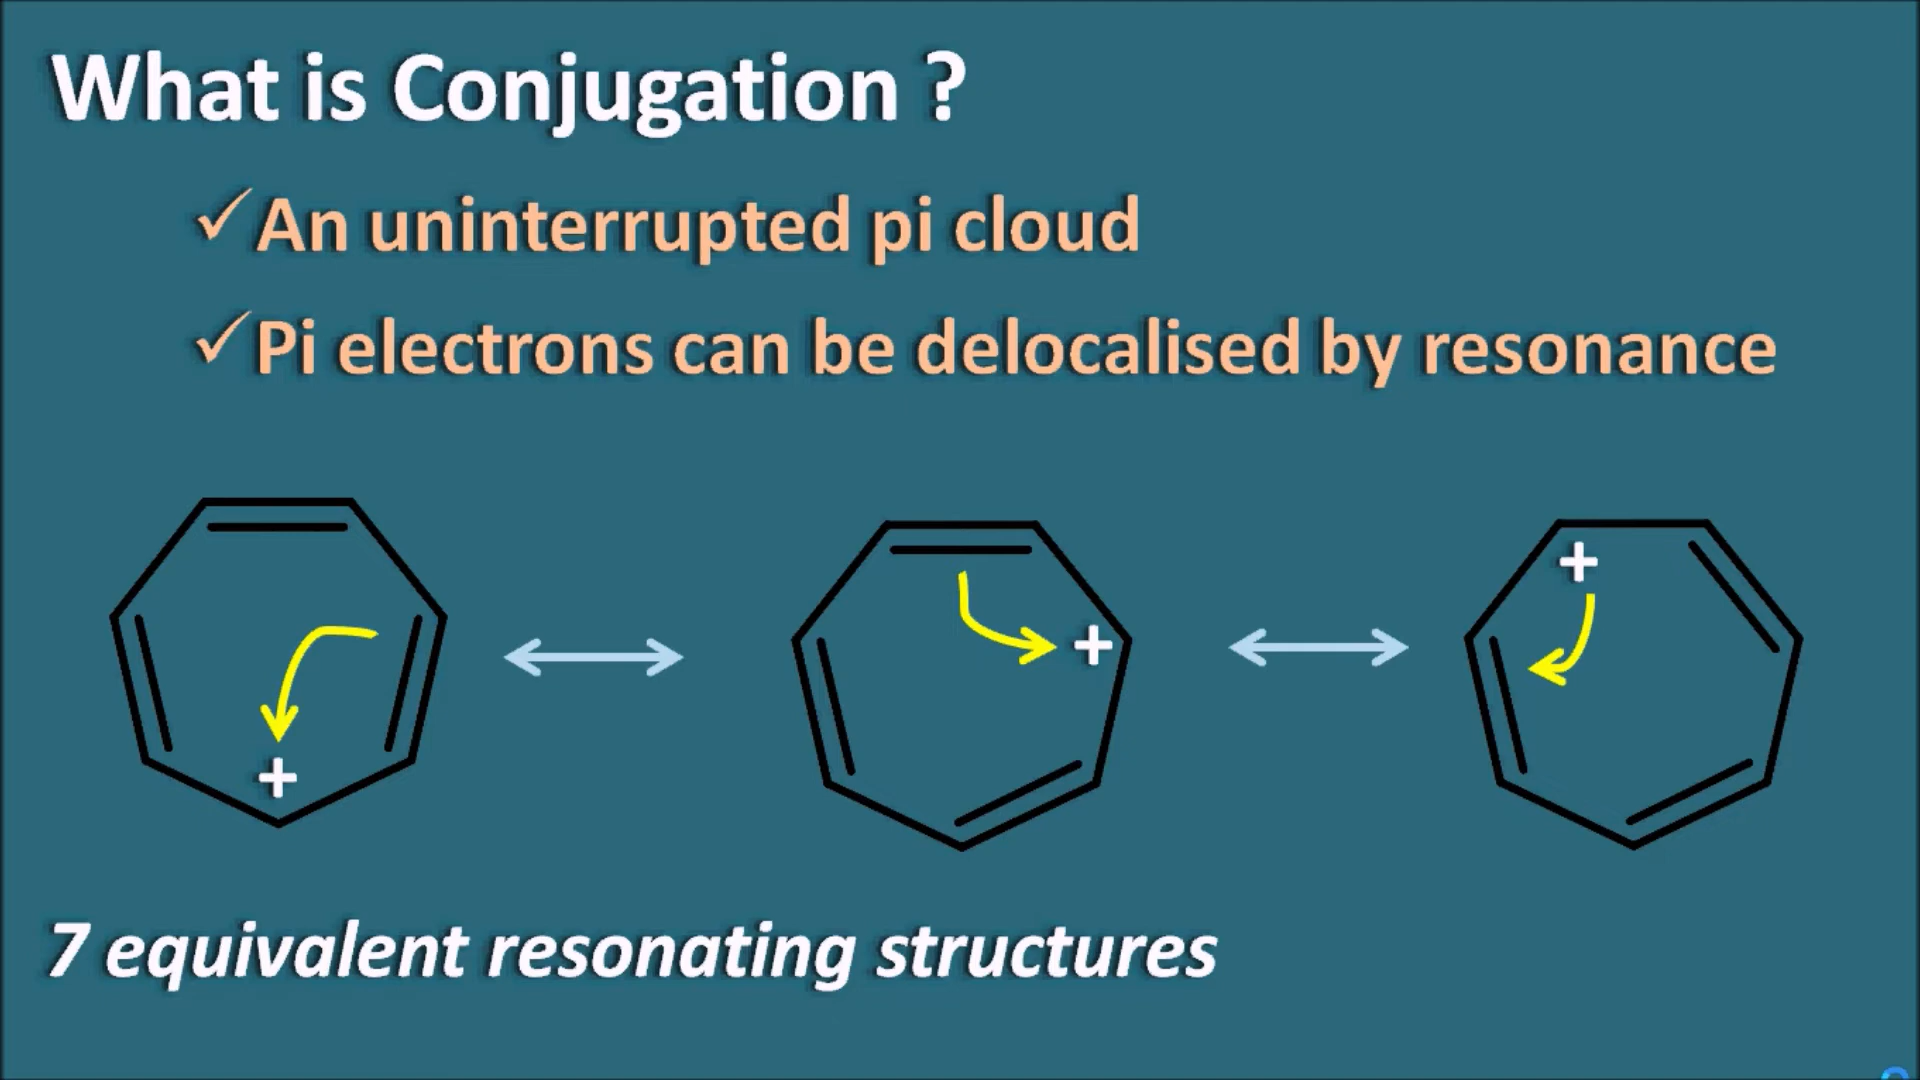 What is Conjugation ?
✓An uninterrupted pi cloud
✓Pi electrons can be delocalised by resonance
+
+
+
7 equivalent resonating structures